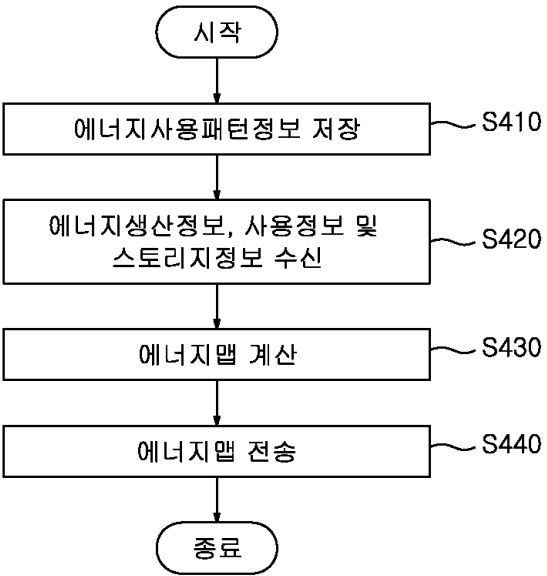 시작
에너지사용패턴정보 저장
S410
에너지생산정보, 사용정보 및
스토리지정보 수신
S420
에너지맵 계산
S430
에너지맵 전송
S440
종료